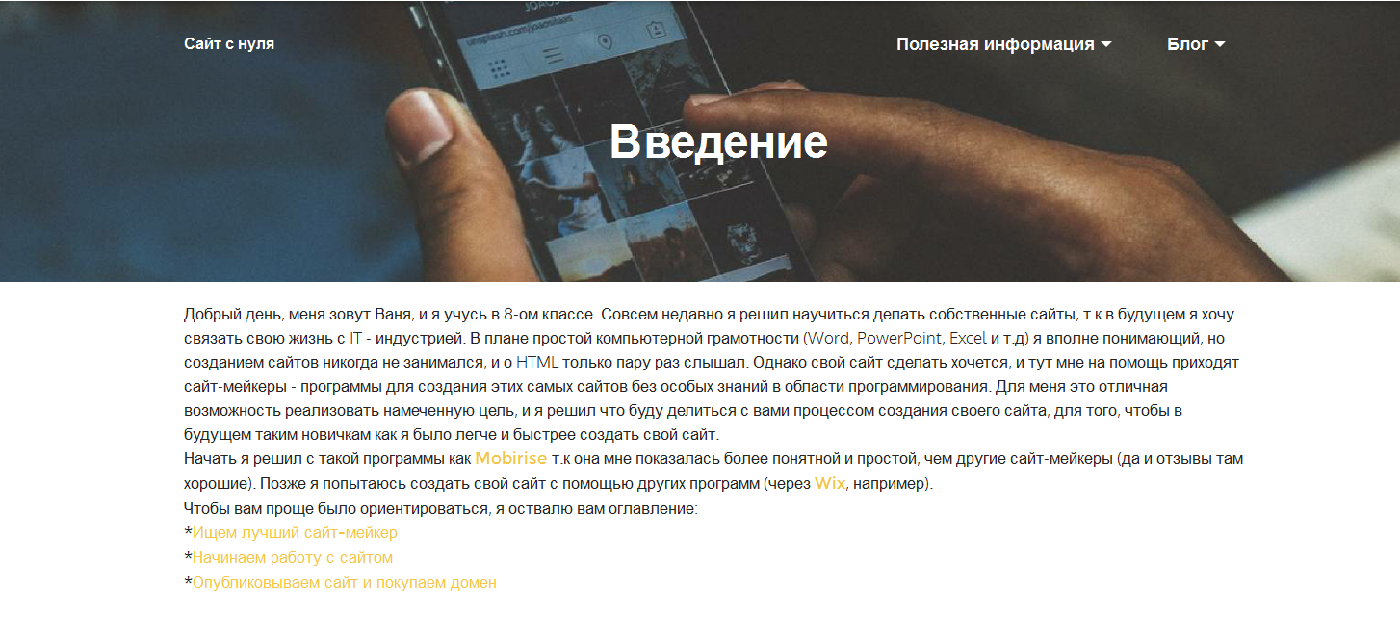 JOAOS
unsplash.com/joaosilas
Сайт с нуля
Полезная информация
Блог
Введение
Добрый день, меня зовут Ваня, и я учусь в 8-ом классе. Совсем недавно я решил научиться делать собственные сайты, т.к в будущем я хочу
связать свою жизнь с IT - индустрией. В плане простой компьютерной грамотности (Word, PowerPoint, Excel и т.д) я вполне понимающий, но
созданием сайтов никогда не занимался, и о HTML только пару раз слышал. Однако свой сайт сделать хочется, и тут мне на помощь приходят
сайт-мейкеры - программы для создания этих самых сайтов без особых знаний в области программирования. Для меня это отличная
возможность реализовать намеченную цель, и я решил что буду делиться с вами процессом создания своего сайта, для того, чтобы в
будущем таким новичкам как я было легче и быстрее создать свой сайт.
Начать я решил с такой программы как Mobirise т.к она мне показалась более понятной и простой, чем другие сайт-мейкеры (да и отзывы там
хорошие). Позже я попытаюсь создать свой сайт с помощью других программ (через Wix, например).
Чтобы вам проще было ориентироваться, я оствалю вам оглавление:
*Ищем лучший сайт-мейкер
*Начинаем работу с сайтом
*Опубликовываем сайт и покупаем домен